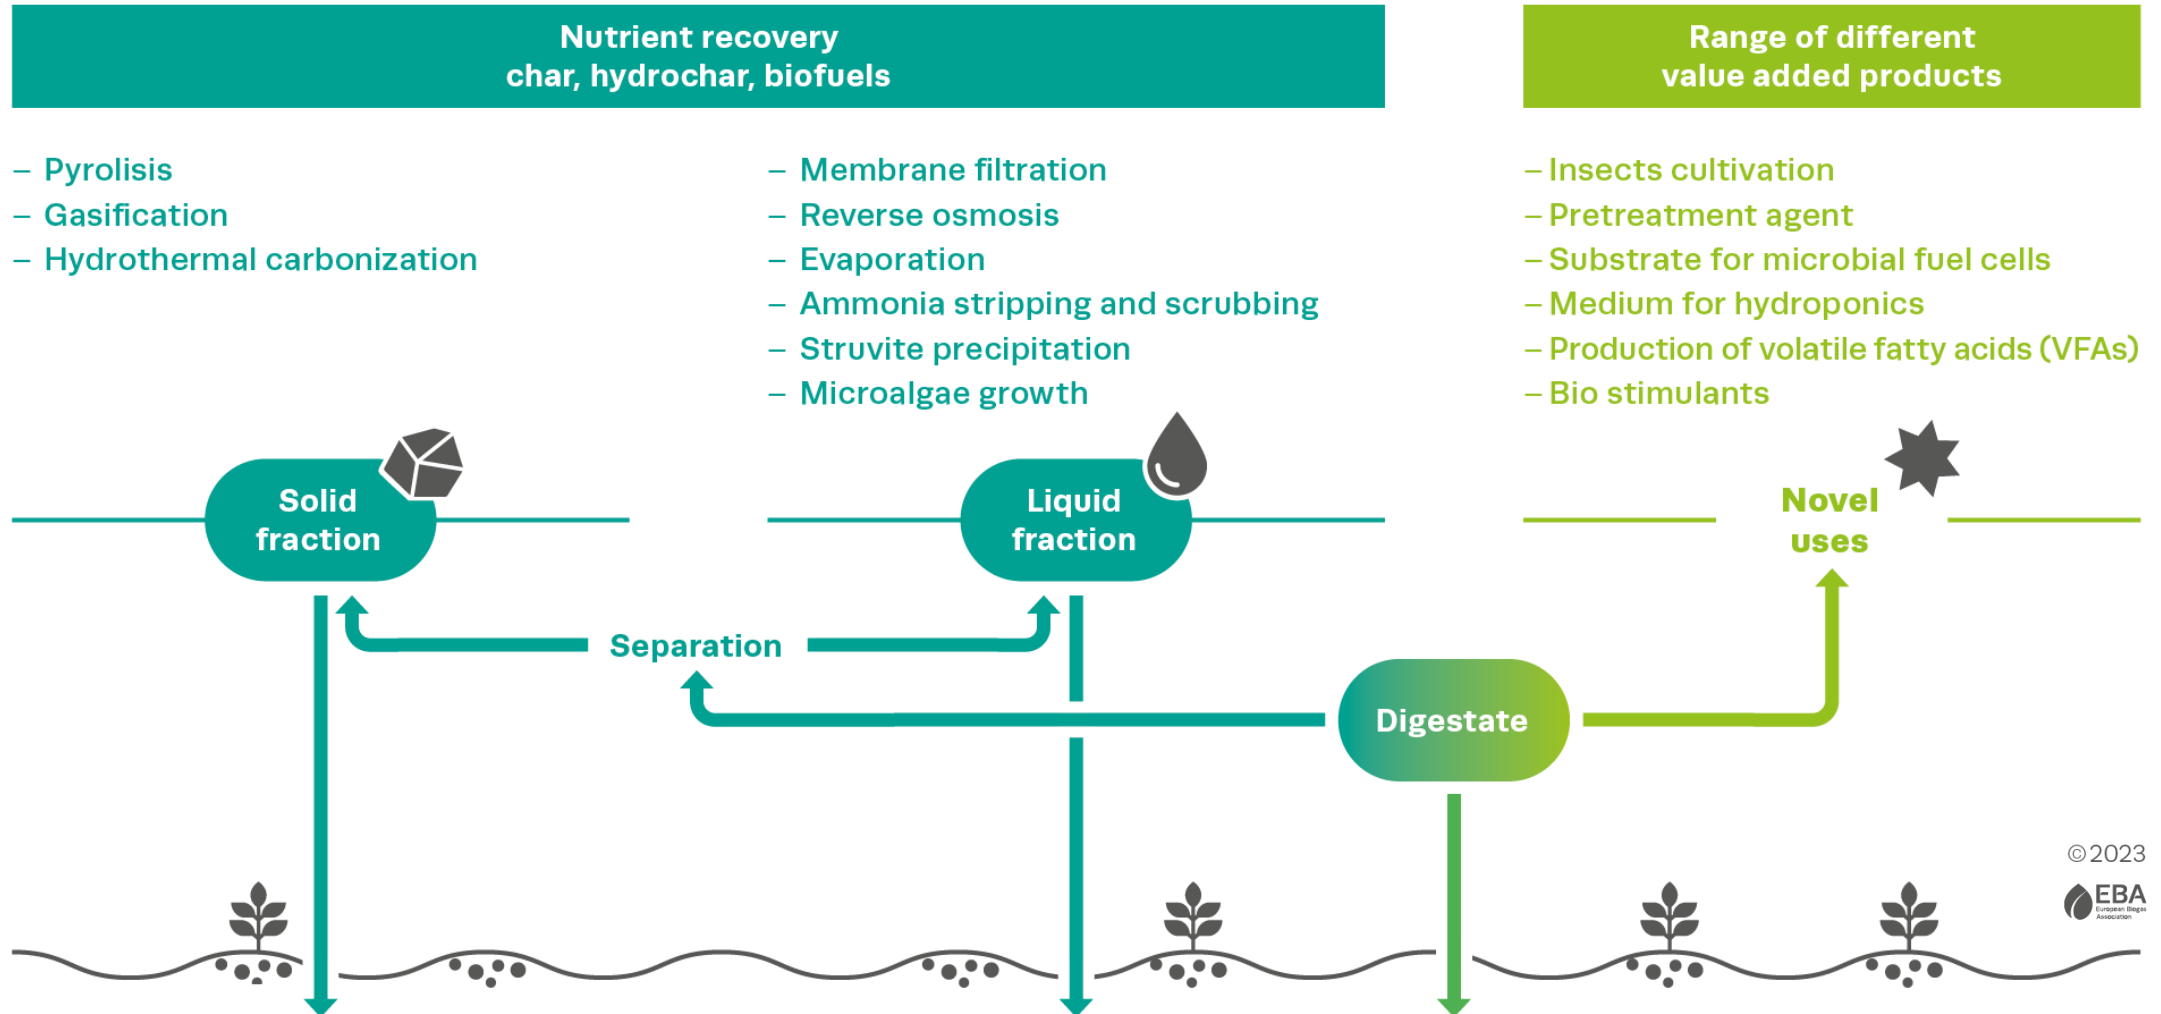 Nutrient recovery
char, hydrochar, biofuels
Range of different
value added products
– Pyrolisis
– Gasification
– Hydrothermal carbonization
– Membrane filtration
– Reverse osmosis
– Evaporation
– Ammonia stripping and scrubbing
– Struvite precipitation
– Microalgae growth
– Insects cultivation
– Pretreatment agent
– Substrate for microbial fuel cells
– Medium for hydroponics
– Production of volatile fatty acids (VFAs)
– Bio stimulants
Solid
fraction
Liquid
fraction
Novel
uses
Separation
Digestate
©2023
EBA
European Biogas
Association